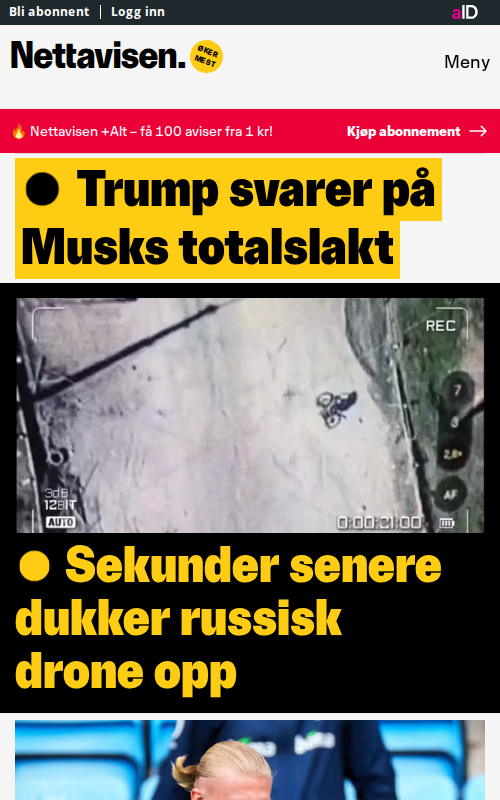 Bli abonnent | Logg inn
aID
Nettavisen.
ØKER
MEST
Meny
Nettavisen +Alt – få 100 aviser fra 1 kr!
Kjøp abonnement
Trump svarer på
Musks totalslakt
REC
7
3
2,8×
AF
3dB
12BIT
AUTO
0:00:21:00
Sekunder senere
dukker russisk
drone opp